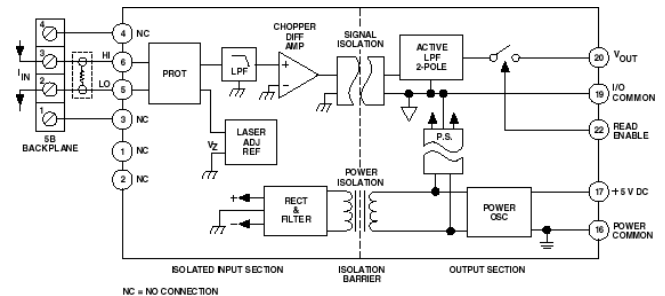 4
3
2
1
I IN
5B
BACKPLANE
4 NC
6
5
3
1
2
HI
LO
NC
NC
NC
PROT
LPF
CHOPPER
DIFF
AMP
+
−
VZ
LASER
ADJ
REF
SIGNAL
ISOLATION
ACTIVE
LPF
2-POLE
P.S.
POWER
ISOLATION
+
−
RECT
&
FILTER
POWER
OSC
20 VOUT
19 I/O
COMMON
22 READ
ENABLE
17 +5 V DC
16 POWER
COMMON
ISOLATED INPUT SECTION
ISOLATION
BARRIER
OUTPUT SECTION
NC = NO CONNECTION